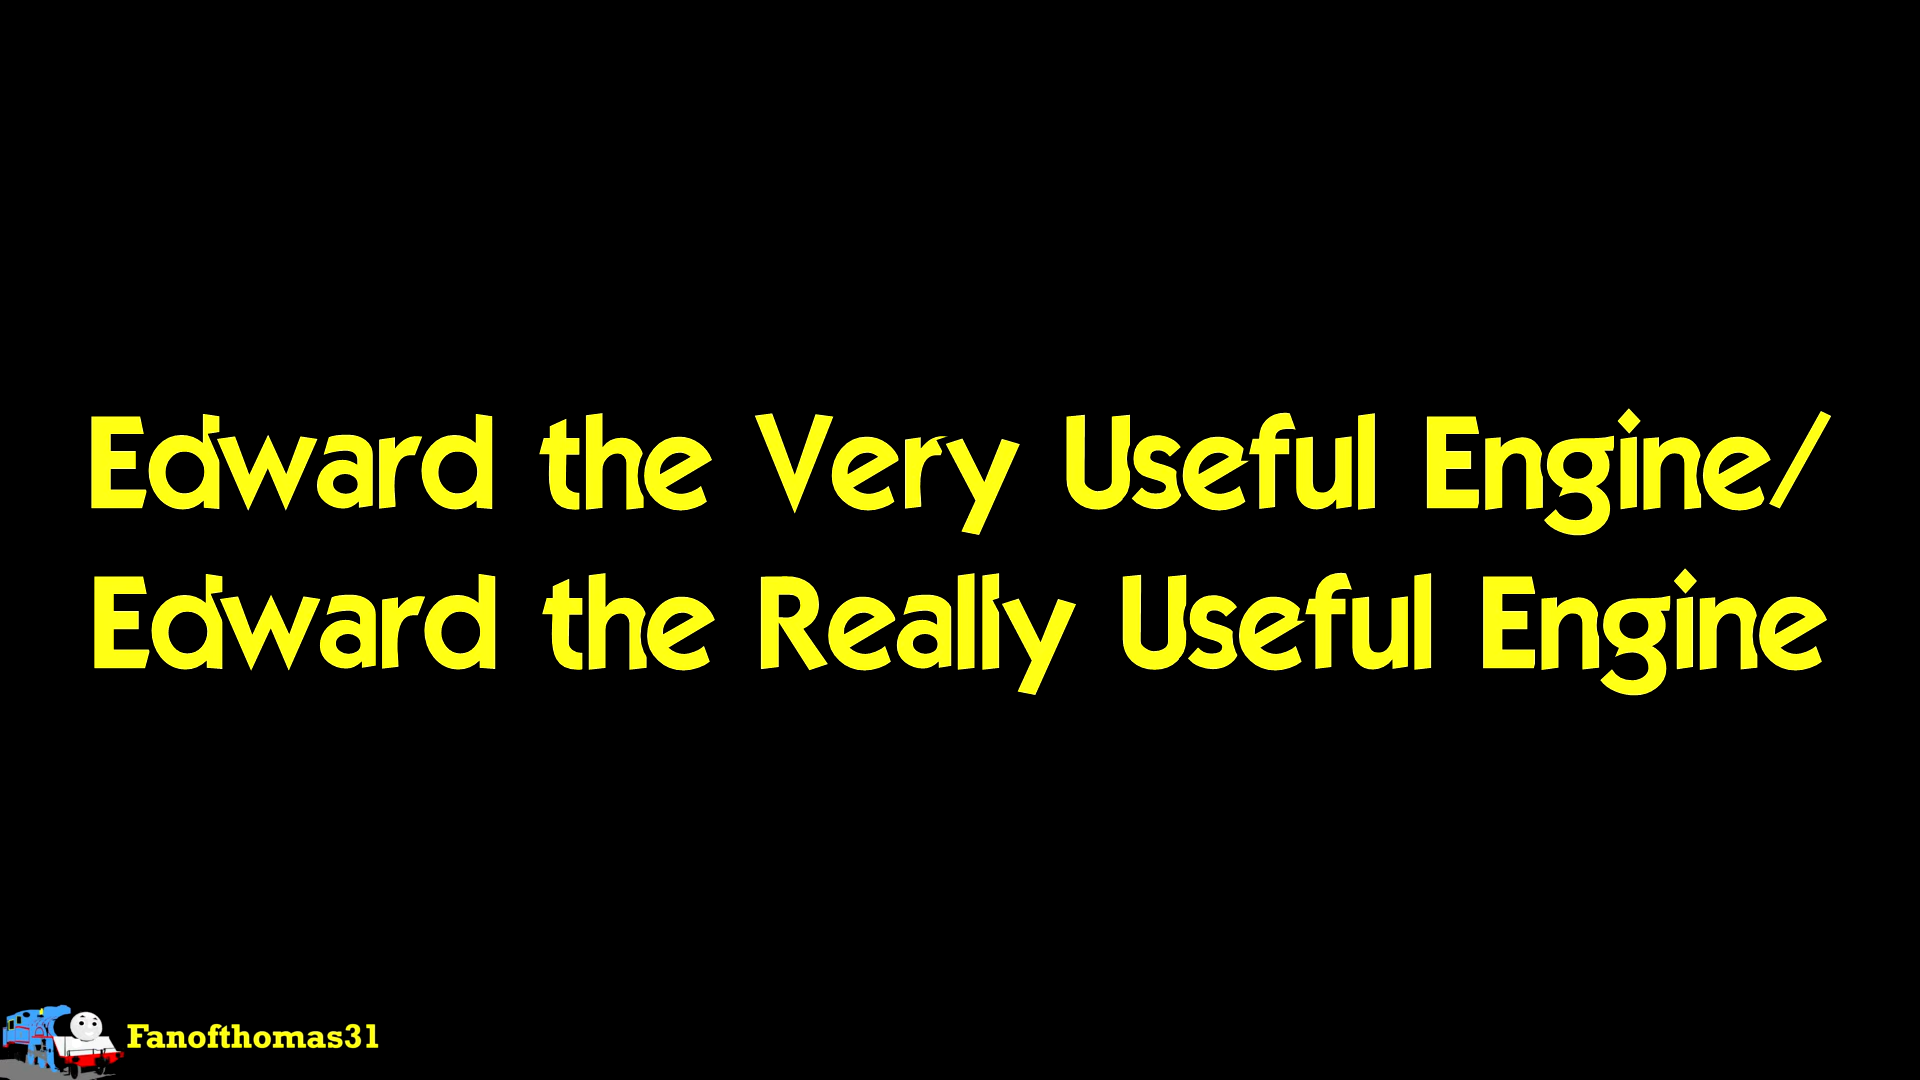 Edward the Very Useful Engine/
Edward the Really Useful Engine
Fanofthomas31